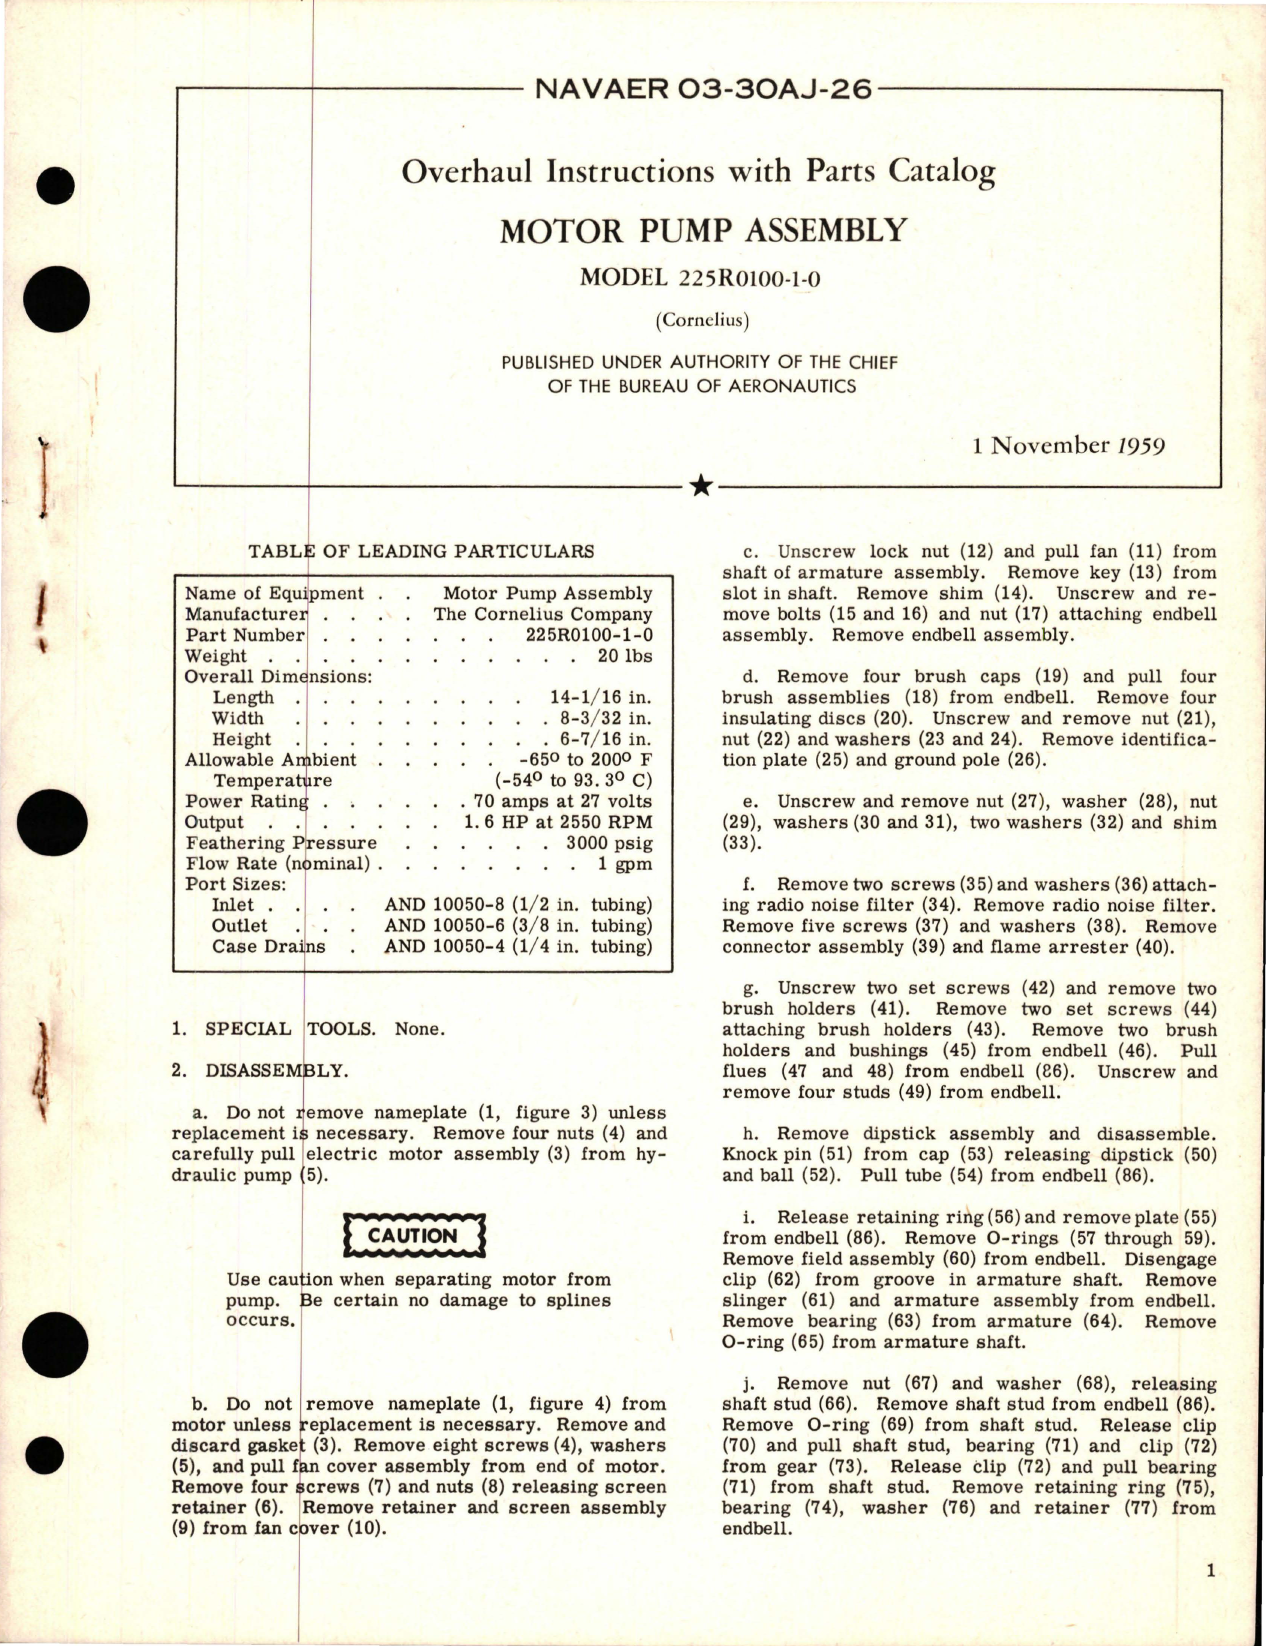 NAVAER 03-30AJ-26
Overhaul Instructions with Parts Catalog
MOTOR PUMP ASSEMBLY
MODEL 225R0100-1-0
(Cornelius)
PUBLISHED UNDER AUTHORITY OF THE CHIEF
OF THE BUREAU OF AERONAUTICS
1 November 1959
TABLE OF LEADING PARTICULARS
Name of Equipment . . Motor Pump Assembly
Manufacturer . . . . The Cornelius Company
Part Number . . . . . . . 225R0100-1-0
Weight . . . . . . . . . . . . 20 lbs
Overall Dimensions:
Length . . . . . . . . . 14-1/16 in.
Width . . . . . . . . . . 8-3/32 in.
Height . . . . . . . . . . 6-7/16 in.
Allowable Ambient . . . . . -65º to 200º F
Temperature (-54º to 93.3º C)
Power Rating . . . . . . 70 amps at 27 volts
Output . . . . . . . 1.6 HP at 2550 RPM
Feathering Pressure . . . . . . 3000 psig
Flow Rate (nominal) . . . . . . . . 1 gpm
Port Sizes:
Inlet . . . . AND 10050-8 (1/2 in. tubing)
Outlet . . . AND 10050-6 (3/8 in. tubing)
Case Drains . AND 10050-4 (1/4 in. tubing)
1. SPECIAL TOOLS. None.
2. DISASSEMBLY.
a. Do not remove nameplate (1, figure 3) unless
replacement is necessary. Remove four nuts (4) and
carefully pull electric motor assembly (3) from hy-
draulic pump (5).
CAUTION
Use caution when separating motor from
pump. Be certain no damage to splines
occurs.
b. Do not remove nameplate (1, figure 4) from
motor unless replacement is necessary. Remove and
discard gasket (3). Remove eight screws (4), washers
(5), and pull fan cover assembly from end of motor.
Remove four screws (7) and nuts (8) releasing screen
retainer (6). Remove retainer and screen assembly
(9) from fan cover (10).
c. Unscrew lock nut (12) and pull fan (11) from
shaft of armature assembly. Remove key (13) from
slot in shaft. Remove shim (14). Unscrew and re-
move bolts (15 and 16) and nut (17) attaching endbell
assembly. Remove endbell assembly.
d. Remove four brush caps (19) and pull four
brush assemblies (18) from endbell. Remove four
insulating discs (20). Unscrew and remove nut (21),
nut (22) and washers (23 and 24). Remove identifica-
tion plate (25) and ground pole (26).
e. Unscrew and remove nut (27), washer (28), nut
(29), washers (30 and 31), two washers (32) and shim
(33).
f. Remove two screws (35) and washers (36) attach-
ing radio noise filter (34). Remove radio noise filter.
Remove five screws (37) and washers (38). Remove
connector assembly (39) and flame arrester (40).
g. Unscrew two set screws (42) and remove two
brush holders (41). Remove two set screws (44)
attaching brush holders (43). Remove two brush
holders and bushings (45) from endbell (46). Pull
flues (47 and 48) from endbell (86). Unscrew and
remove four studs (49) from endbell.
h. Remove dipstick assembly and disassemble.
Knock pin (51) from cap (53) releasing dipstick (50)
and ball (52). Pull tube (54) from endbell (86).
i. Release retaining ring (56) and remove plate (55)
from endbell (86). Remove O-rings (57 through 59).
Remove field assembly (60) from endbell. Disengage
clip (62) from groove in armature shaft. Remove
slinger (61) and armature assembly from endbell.
Remove bearing (63) from armature (64). Remove
O-ring (65) from armature shaft.
j. Remove nut (67) and washer (68), releasing
shaft stud (66). Remove shaft stud from endbell (86).
Remove O-ring (69) from shaft stud. Release clip
(70) and pull shaft stud, bearing (71) and clip (72)
from gear (73). Release clip (72) and pull bearing
(71) from shaft stud. Remove retaining ring (75),
bearing (74), washer (76) and retainer (77) from
endbell.
1